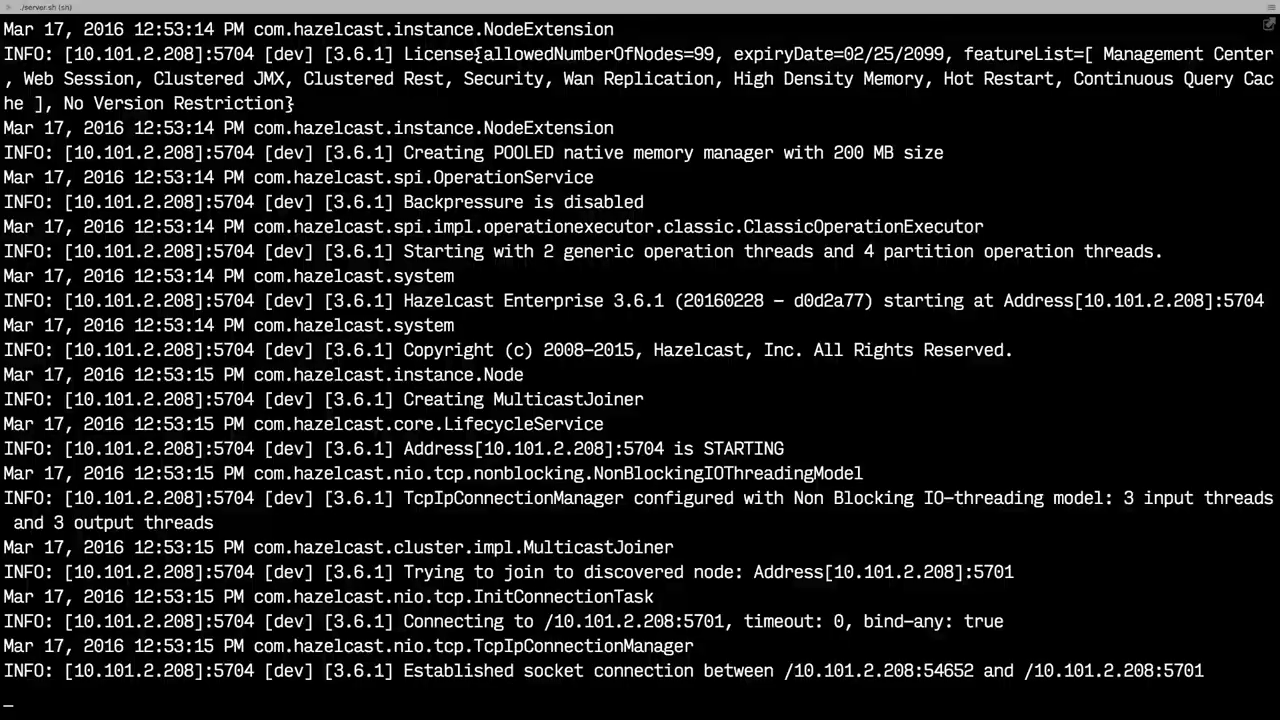 ./server.sh (sh)
Mar 17, 2016 12:53:14 PM com.hazelcast.instance.NodeExtension
INFO: [10.101.2.208]:5704 [dev] [3.6.1] License{allowedNumberOfNodes=99, expiryDate=02/25/2099, featureList=[ Management Center
, Web Session, Clustered JMX, Clustered Rest, Security, Wan Replication, High Density Memory, Hot Restart, Continuous Query Cac
he ], No Version Restriction}
Mar 17, 2016 12:53:14 PM com.hazelcast.instance.NodeExtension
INFO: [10.101.2.208]:5704 [dev] [3.6.1] Creating POOLED native memory manager with 200 MB size
Mar 17, 2016 12:53:14 PM com.hazelcast.spi.OperationService
INFO: [10.101.2.208]:5704 [dev] [3.6.1] Backpressure is disabled
Mar 17, 2016 12:53:14 PM com.hazelcast.spi.impl.operationexecutor.classic.ClassicOperationExecutor
INFO: [10.101.2.208]:5704 [dev] [3.6.1] Starting with 2 generic operation threads and 4 partition operation threads.
Mar 17, 2016 12:53:14 PM com.hazelcast.system
INFO: [10.101.2.208]:5704 [dev] [3.6.1] Hazelcast Enterprise 3.6.1 (20160228 - d0d2a77) starting at Address[10.101.2.208]:5704
Mar 17, 2016 12:53:14 PM com.hazelcast.system
INFO: [10.101.2.208]:5704 [dev] [3.6.1] Copyright (c) 2008-2015, Hazelcast, Inc. All Rights Reserved.
Mar 17, 2016 12:53:15 PM com.hazelcast.instance.Node
INFO: [10.101.2.208]:5704 [dev] [3.6.1] Creating MulticastJoiner
Mar 17, 2016 12:53:15 PM com.hazelcast.core.LifecycleService
INFO: [10.101.2.208]:5704 [dev] [3.6.1] Address[10.101.2.208]:5704 is STARTING
Mar 17, 2016 12:53:15 PM com.hazelcast.nio.tcp.nonblocking.NonBlockingIOThreadingModel
INFO: [10.101.2.208]:5704 [dev] [3.6.1] TcpIpConnectionManager configured with Non Blocking IO-threading model: 3 input threads
 and 3 output threads
Mar 17, 2016 12:53:15 PM com.hazelcast.cluster.impl.MulticastJoiner
INFO: [10.101.2.208]:5704 [dev] [3.6.1] Trying to join to discovered node: Address[10.101.2.208]:5701
Mar 17, 2016 12:53:15 PM com.hazelcast.nio.tcp.InitConnectionTask
INFO: [10.101.2.208]:5704 [dev] [3.6.1] Connecting to /10.101.2.208:5701, timeout: 0, bind-any: true
Mar 17, 2016 12:53:15 PM com.hazelcast.nio.tcp.TcpIpConnectionManager
INFO: [10.101.2.208]:5704 [dev] [3.6.1] Established socket connection between /10.101.2.208:54652 and /10.101.2.208:5701